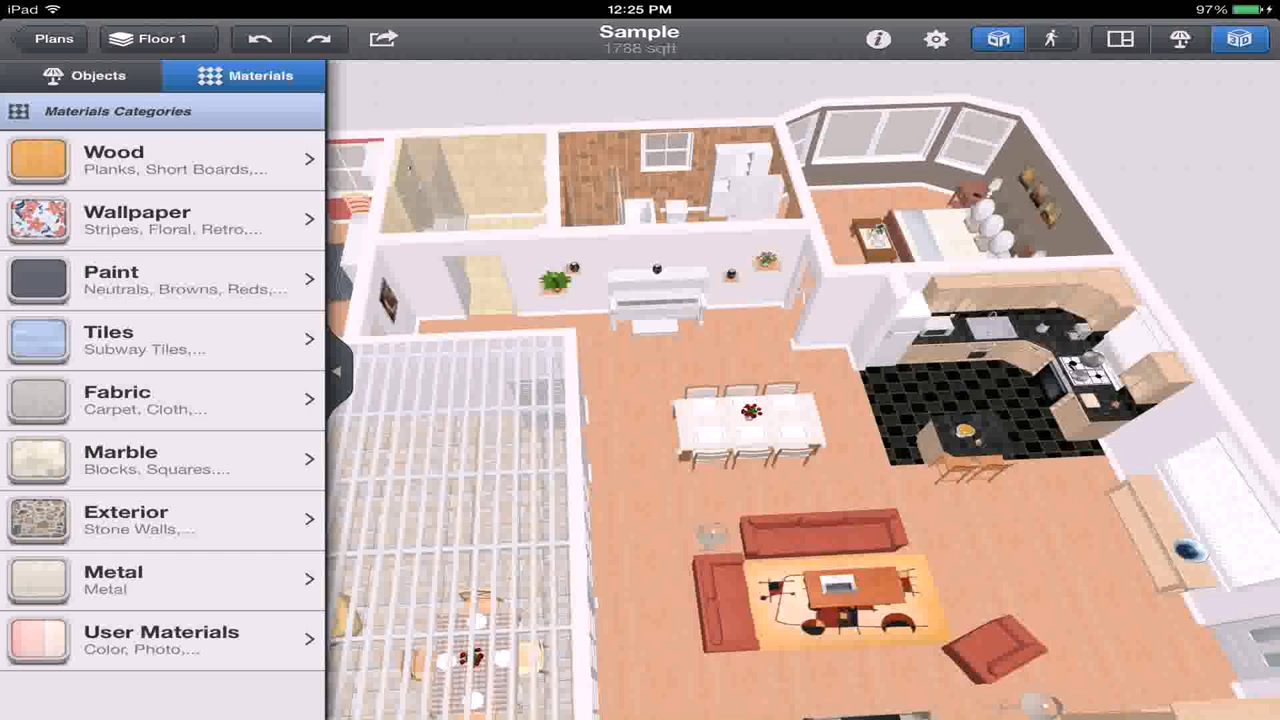 iPad 12:25 PM 97%
Plans Floor 1 Sample
1788 sqft
3D
Objects Materials
Materials Categories
Wood
Planks, Short Boards,...
Wallpaper
Stripes, Floral, Retro,...
Paint
Neutrals, Browns, Reds,...
Tiles
Subway Tiles,...
Fabric
Carpet, Cloth,...
Marble
Blocks, Squares....
Exterior
Stone Walls,...
Metal
Metal
User Materials
Color, Photo,...